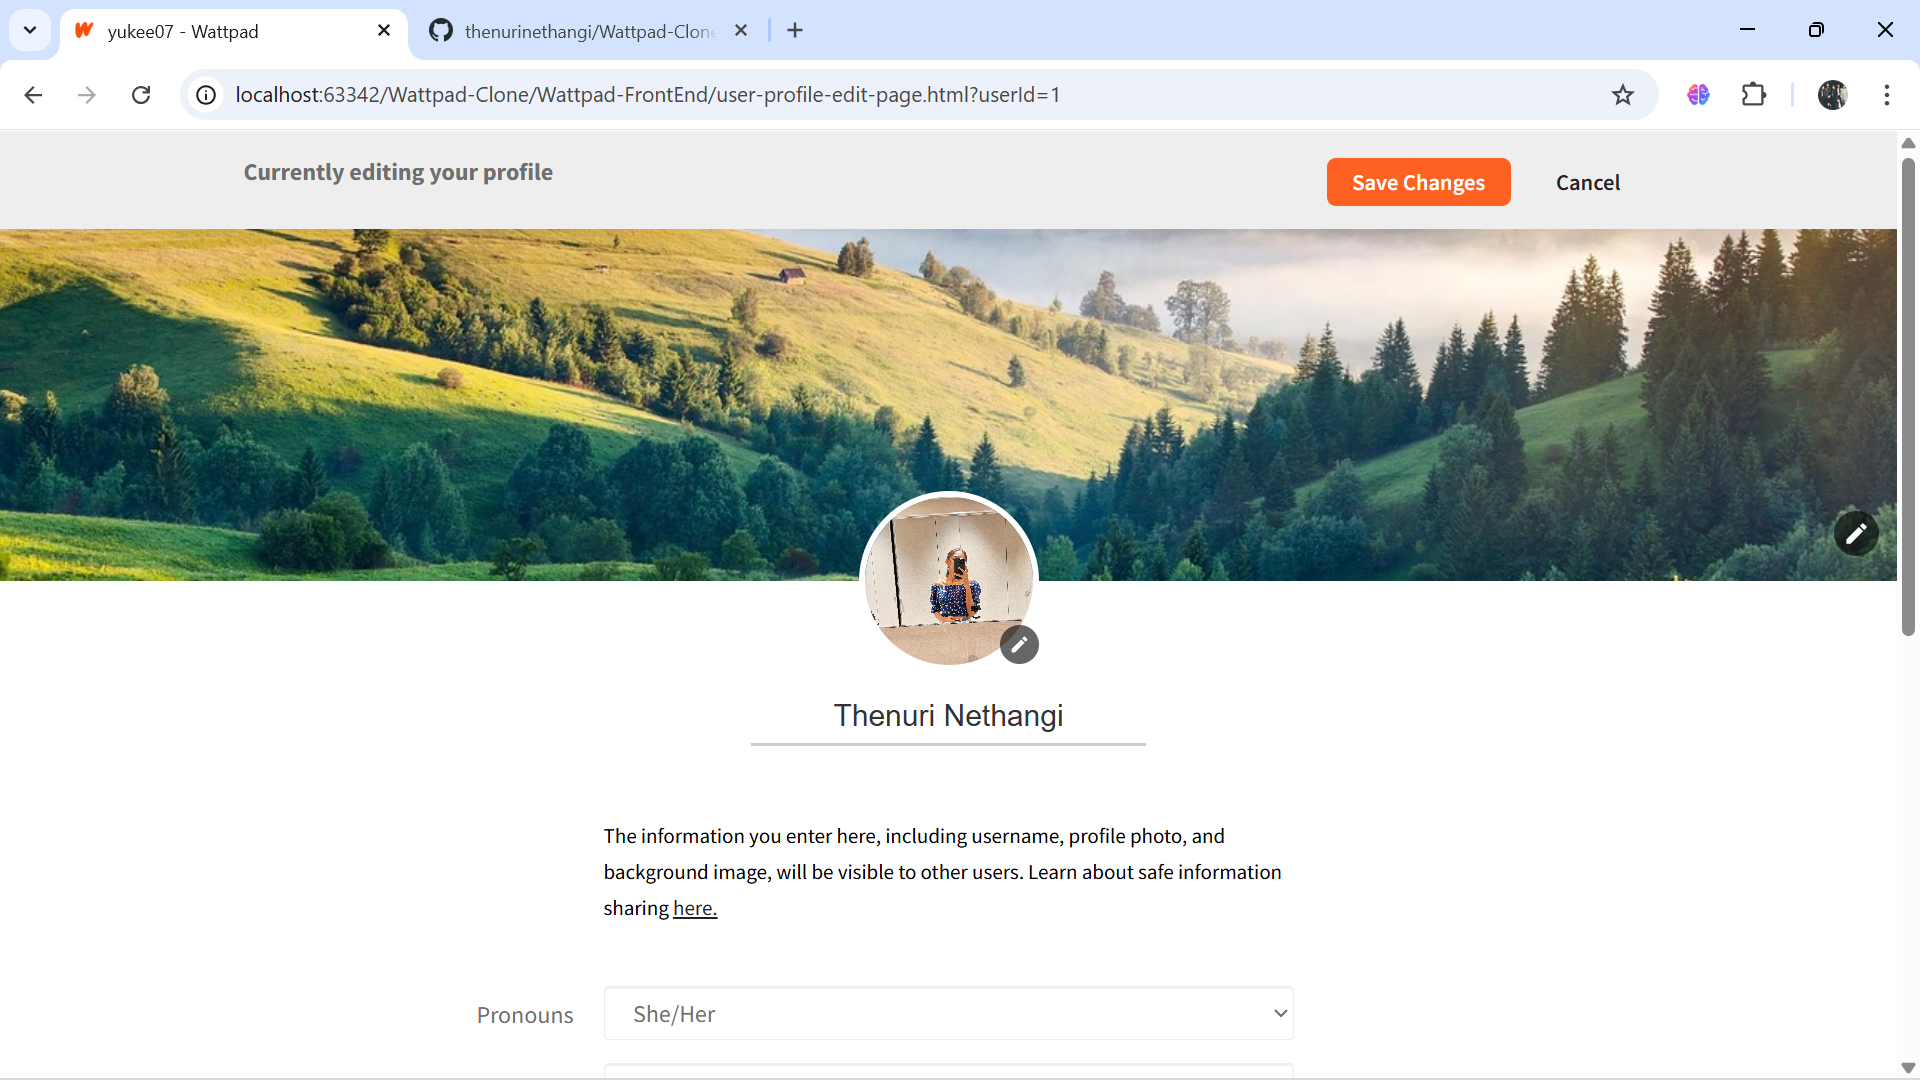 yukee07 - Wattpad
thenurinethangi/Wattpad-Clone
localhost:63342/Wattpad-Clone/Wattpad-FrontEnd/user-profile-edit-page.html?userId=1
Currently editing your profile
Save Changes
Cancel
Thenuri Nethangi
The information you enter here, including username, profile photo, and
background image, will be visible to other users. Learn about safe information
sharing here.
Pronouns
She/Her